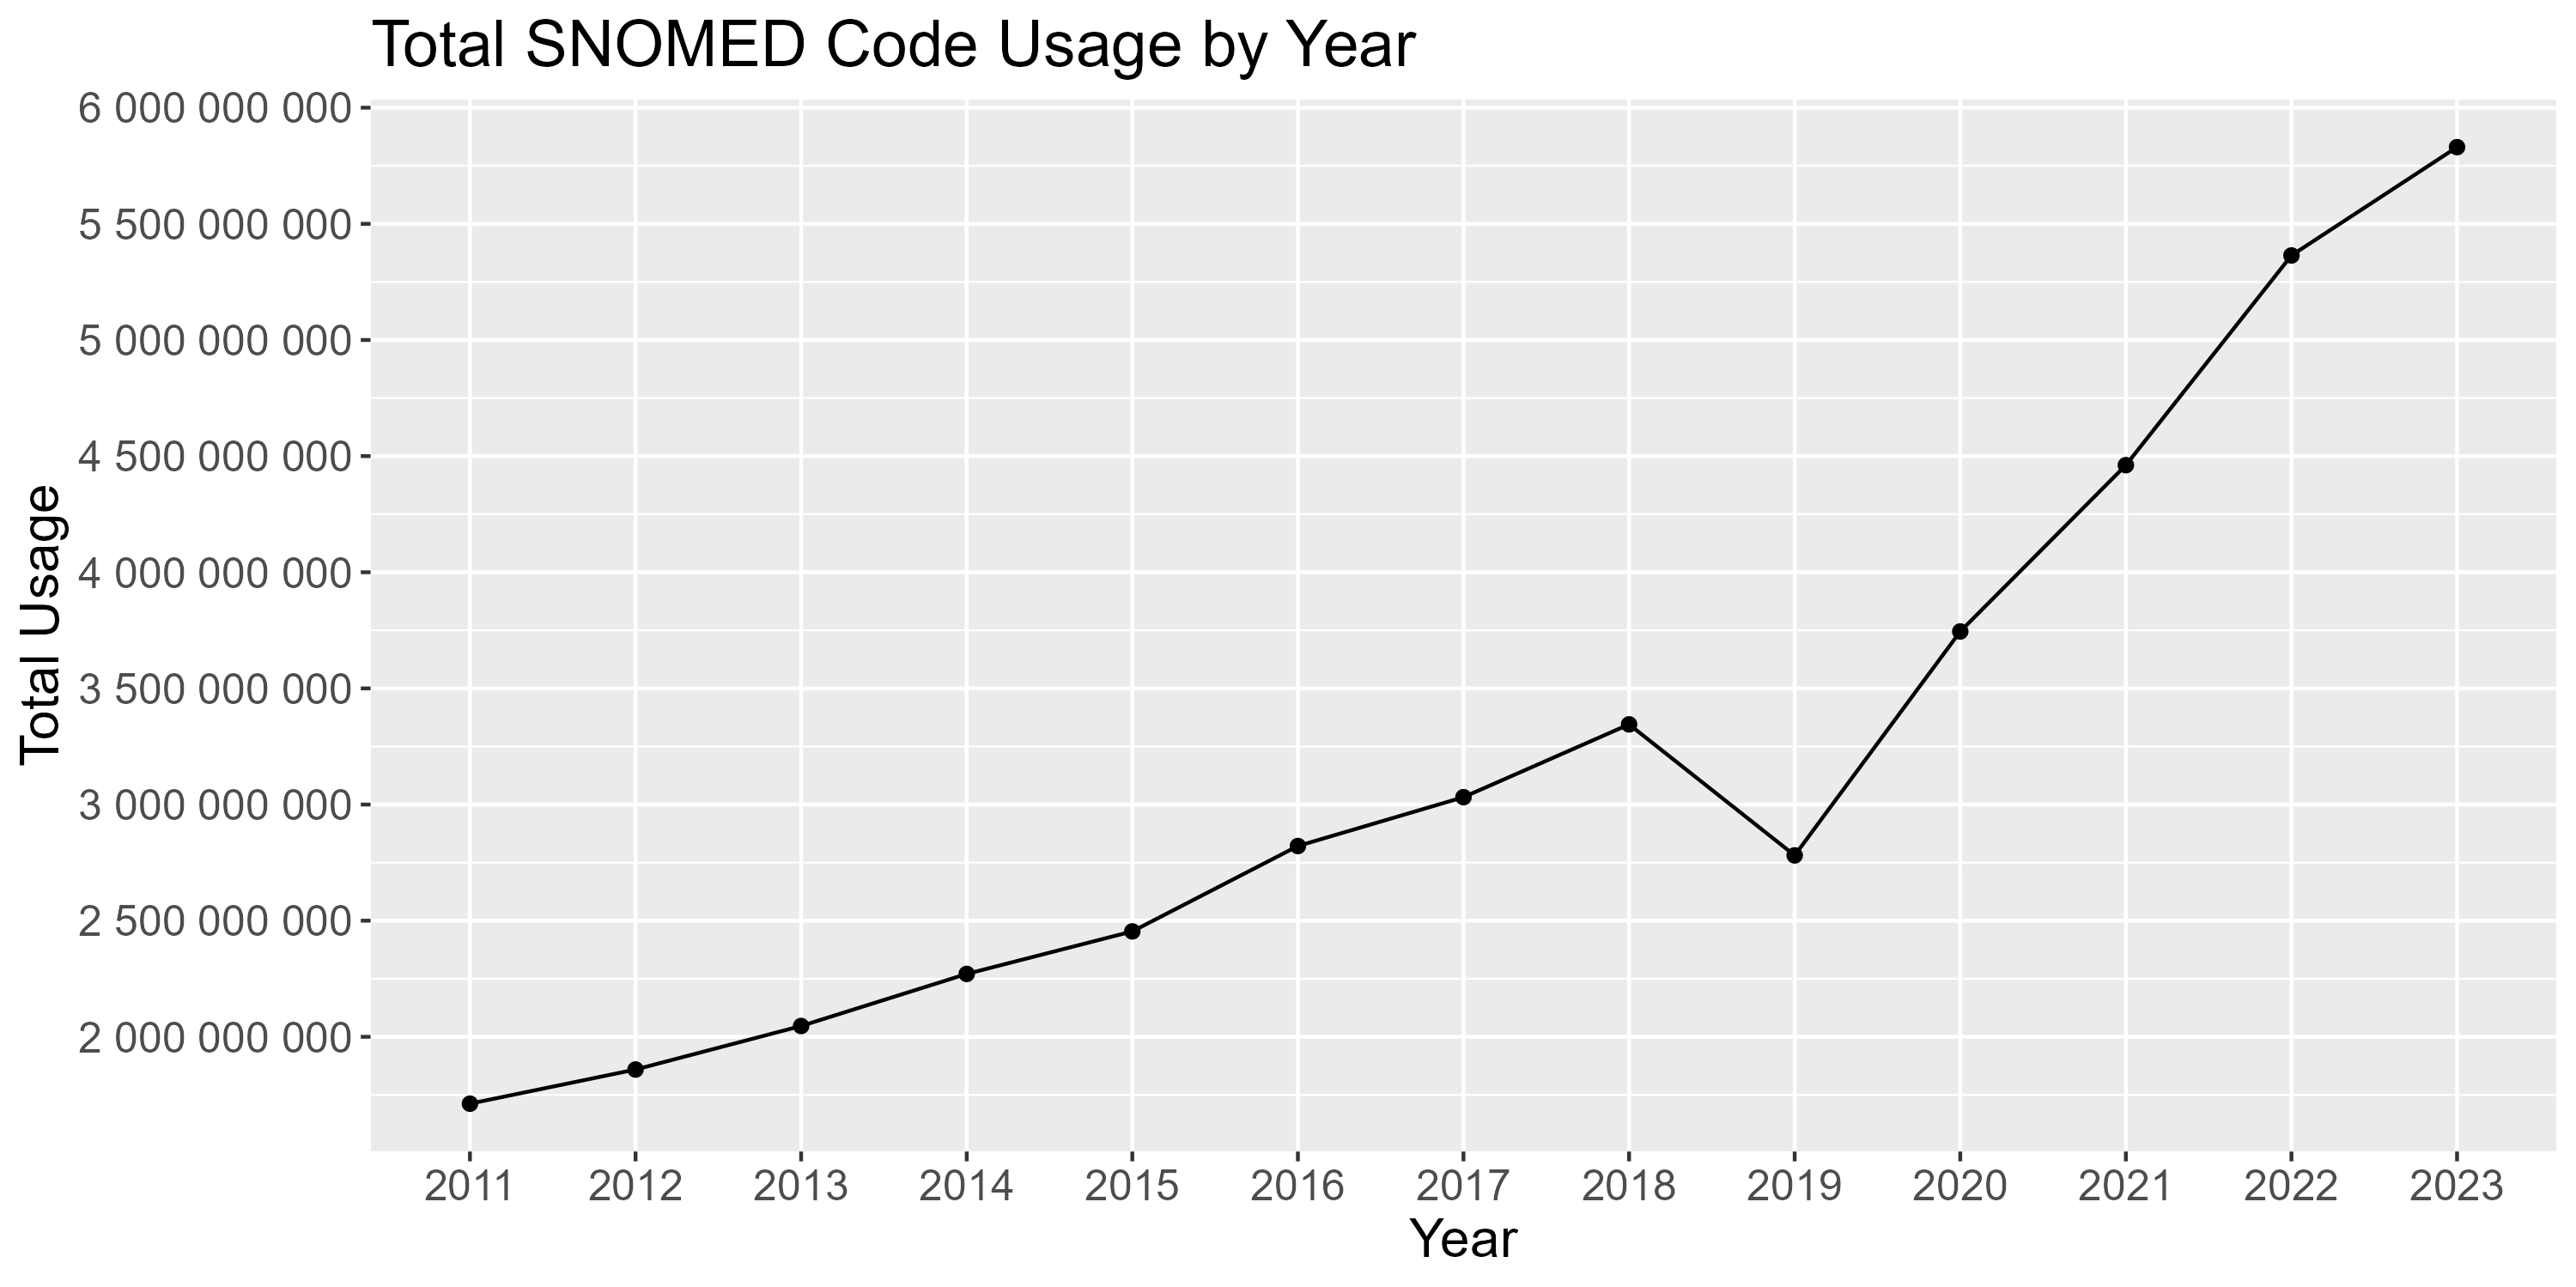 Total SNOMED Code Usage by Year
6 000 000 000
5 500 000 000
5 000 000 000
4 500 000 000
4 000 000 000
3 500 000 000
3 000 000 000
2 500 000 000
2 000 000 000
Total Usage
2011 2012 2013 2014 2015 2016 2017 2018 2019 2020 2021 2022 2023
Year